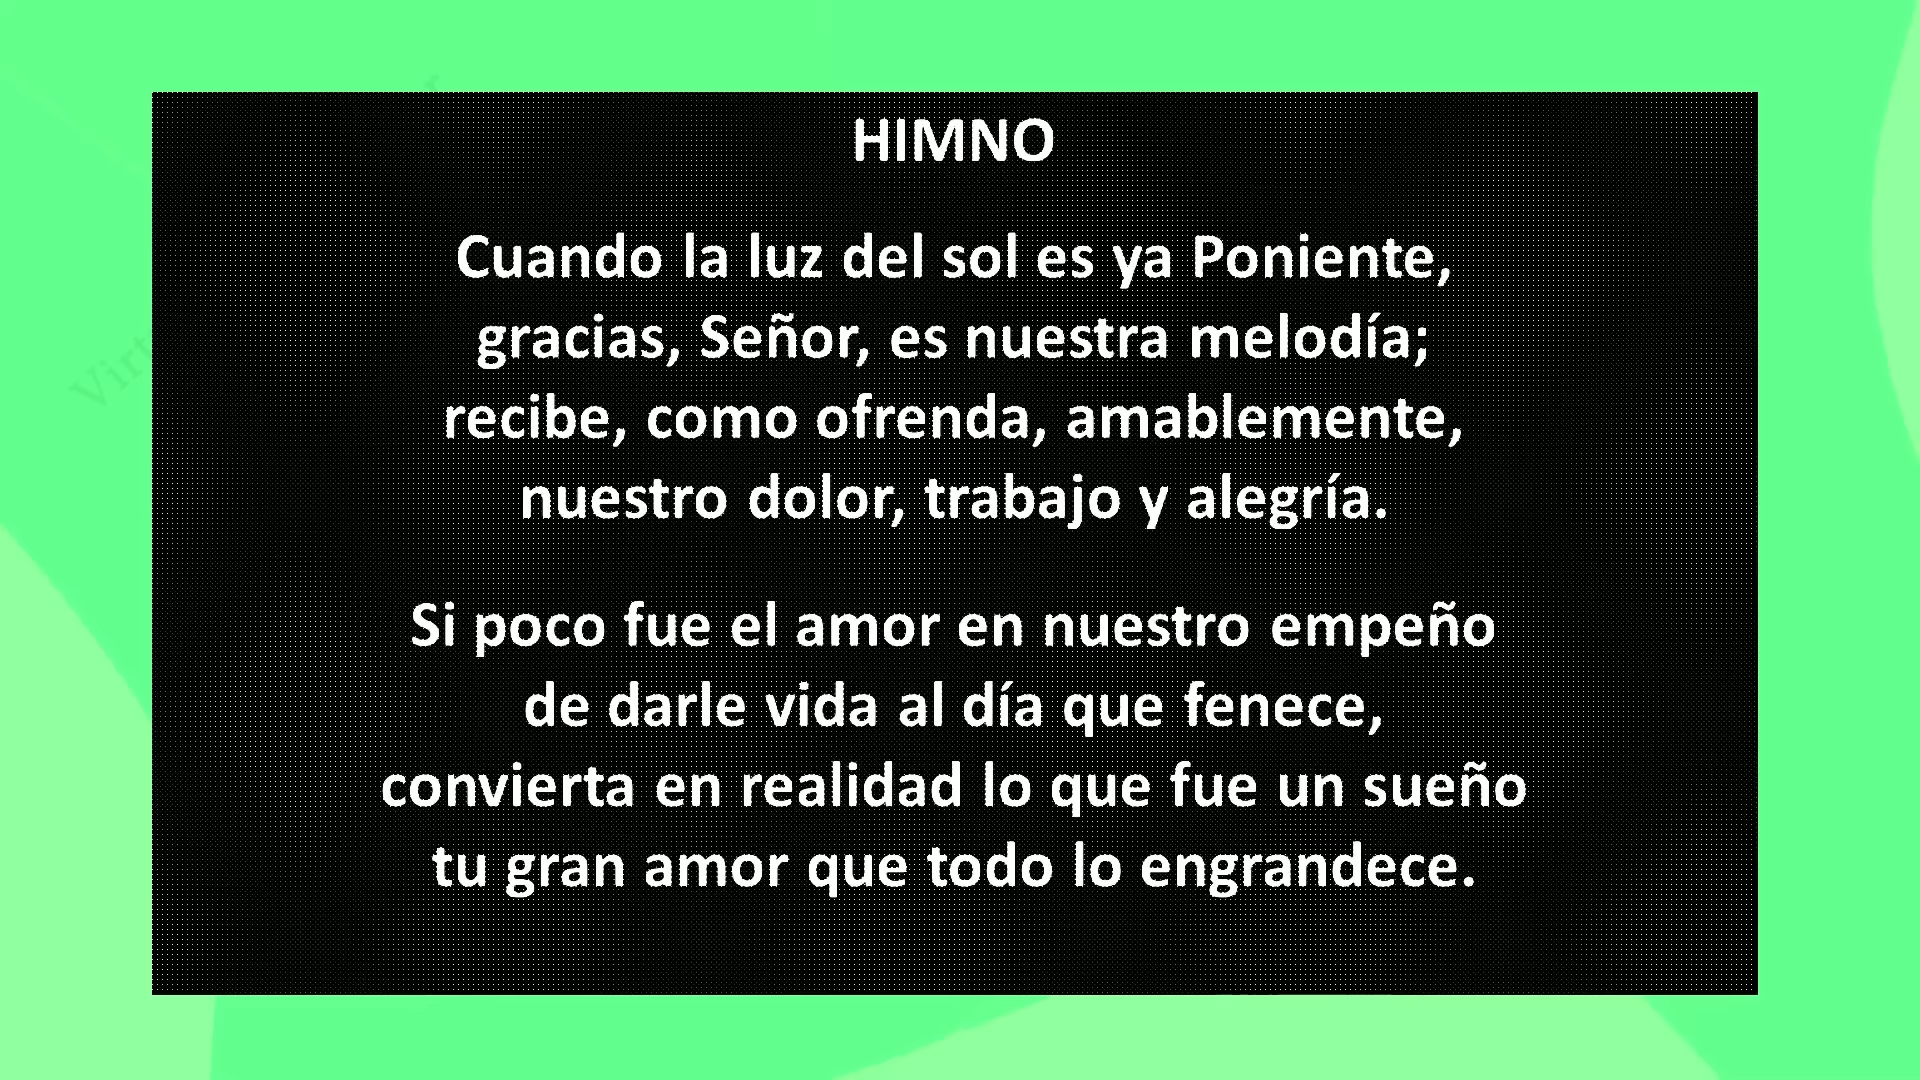 HIMNO
Cuando la luz del sol es ya Poniente,
gracias, Señor, es nuestra melodía;
recibe, como ofrenda, amablemente,
nuestro dolor, trabajo y alegría.
Si poco fue el amor en nuestro empeño
de darle vida al día que fenece,
convierta en realidad lo que fue un sueño
tu gran amor que todo lo engrandece.